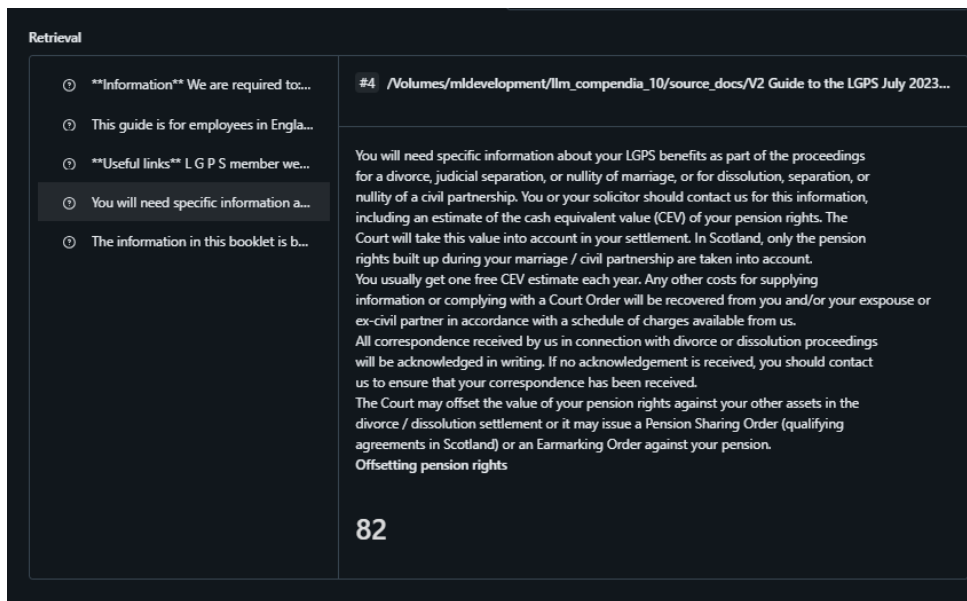 Retrieval
**Information** We are required to:...
This guide is for employees in Engla...
**Useful links** L G P S member we...
You will need specific information a...
The information in this booklet is b...
#4 /Volumes/mldevelopment/llm_compendia_10/source_docs/V2 Guide to the LGPS July 2023...
You will need specific information about your LGPS benefits as part of the proceedings
for a divorce, judicial separation, or nullity of marriage, or for dissolution, separation, or
nullity of a civil partnership. You or your solicitor should contact us for this information,
including an estimate of the cash equivalent value (CEV) of your pension rights. The
Court will take this value into account in your settlement. In Scotland, only the pension
rights built up during your marriage / civil partnership are taken into account.
You usually get one free CEV estimate each year. Any other costs for supplying
information or complying with a Court Order will be recovered from you and/or your exspouse or
ex-civil partner in accordance with a schedule of charges available from us.
All correspondence received by us in connection with divorce or dissolution proceedings
will be acknowledged in writing. If no acknowledgement is received, you should contact
us to ensure that your correspondence has been received.
The Court may offset the value of your pension rights against your other assets in the
divorce / dissolution settlement or it may issue a Pension Sharing Order (qualifying
agreements in Scotland) or an Earmarking Order against your pension.
Offsetting pension rights
82